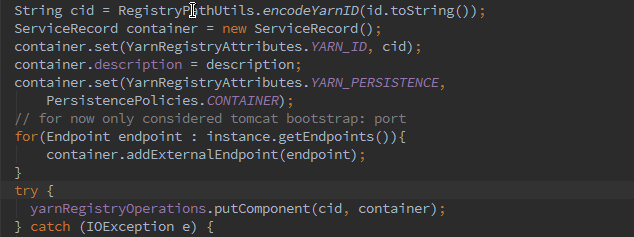 String cid = RegistryPathUtils.encodeYarnID(id.toString());
ServiceRecord container = new ServiceRecord();
container.set(YarnRegistryAttributes.YARN_ID, cid);
container.description = description;
container.set(YarnRegistryAttributes.YARN_PERSISTENCE,
PersistencePolicies.CONTAINER);
// for now only considered tomcat bootstrap: port
for(Endpoint endpoint : instance.getEndpoints()){
container.addExternalEndpoint(endpoint);
}
try {
yarnRegistryOperations.putComponent(cid, container);
} catch (IOException e) {